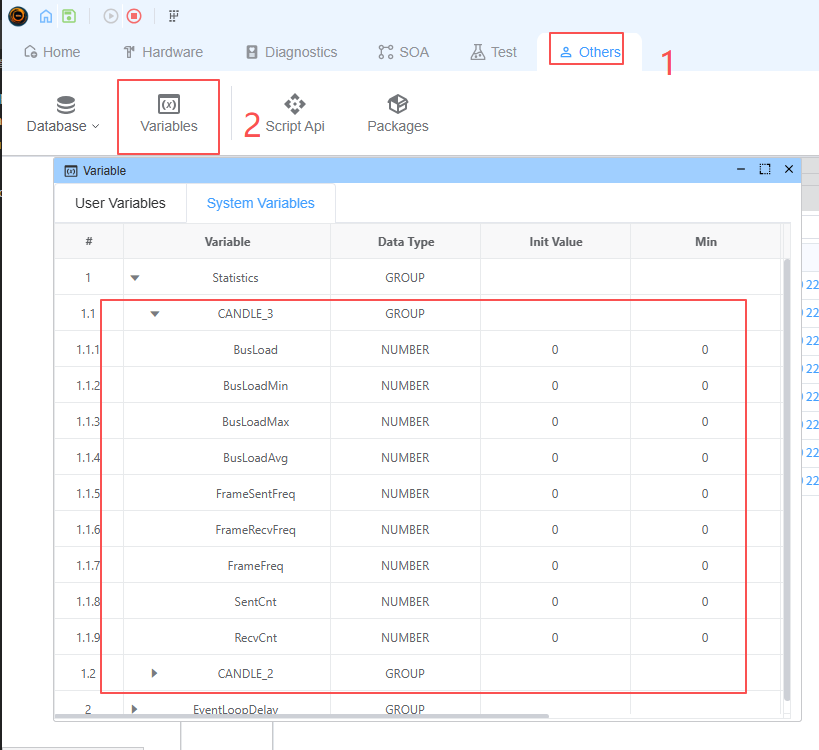 Home Hardware Diagnostics SOA Test Others 1
Database Variables 2 Script Api Packages
Variable
User Variables System Variables
# Variable Data Type Init Value Min
1 Statistics GROUP
1.1 CANDLE_3 GROUP
1.1.1 BusLoad NUMBER 0 0
1.1.2 BusLoadMin NUMBER 0 0
1.1.3 BusLoadMax NUMBER 0 0
1.1.4 BusLoadAvg NUMBER 0 0
1.1.5 FrameSentFreq NUMBER 0 0
1.1.6 FrameRecvFreq NUMBER 0 0
1.1.7 FrameFreq NUMBER 0 0
1.1.8 SentCnt NUMBER 0 0
1.1.9 RecvCnt NUMBER 0 0
1.2 CANDLE_2 GROUP
2 EventLoopDelay GROUP
22
22
22
22
22
22
22
22